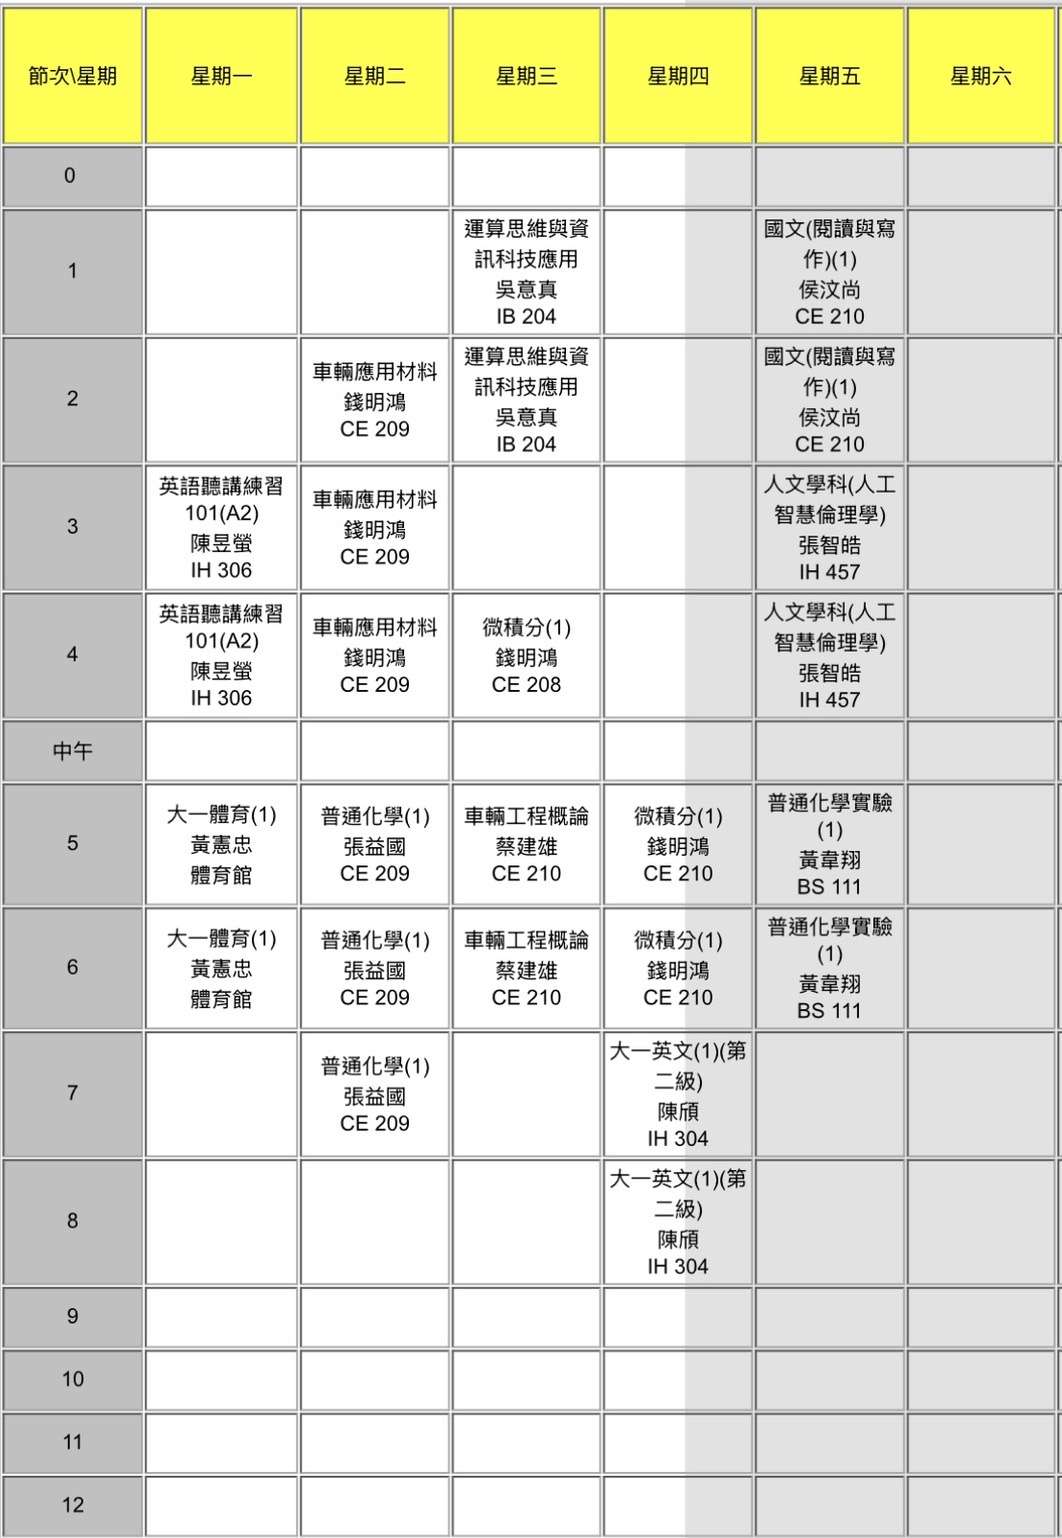 節次\星期 星期一 星期二 星期三 星期四 星期五 星期六
0
1
運算思維與資
訊科技應用
吳意真
IB 204
國文(閱讀與寫
作)(1)
侯汶尚
CE 210
2
車輛應用材料
錢明鴻
CE 209
運算思維與資
訊科技應用
吳意真
IB 204
國文(閱讀與寫
作)(1)
侯汶尚
CE 210
3
英語聽講練習
101(A2)
陳昱螢
IH 306
車輛應用材料
錢明鴻
CE 209
人文學科(人工
智慧倫理學)
張智皓
IH 457
4
英語聽講練習
101(A2)
陳昱螢
IH 306
車輛應用材料
錢明鴻
CE 209
微積分(1)
錢明鴻
CE 208
人文學科(人工
智慧倫理學)
張智皓
IH 457
中午
5
大一體育(1)
黃憲忠
體育館
普通化學(1)
張益國
CE 209
車輛工程概論
蔡建雄
CE 210
微積分(1)
錢明鴻
CE 210
普通化學實驗
(1)
黃韋翔
BS 111
6
大一體育(1)
黃憲忠
體育館
普通化學(1)
張益國
CE 209
車輛工程概論
蔡建雄
CE 210
微積分(1)
錢明鴻
CE 210
普通化學實驗
(1)
黃韋翔
BS 111
7
普通化學(1)
張益國
CE 209
大一英文(1)(第
二級)
陳頎
IH 304
8
大一英文(1)(第
二級)
陳頎
IH 304
9
10
11
12